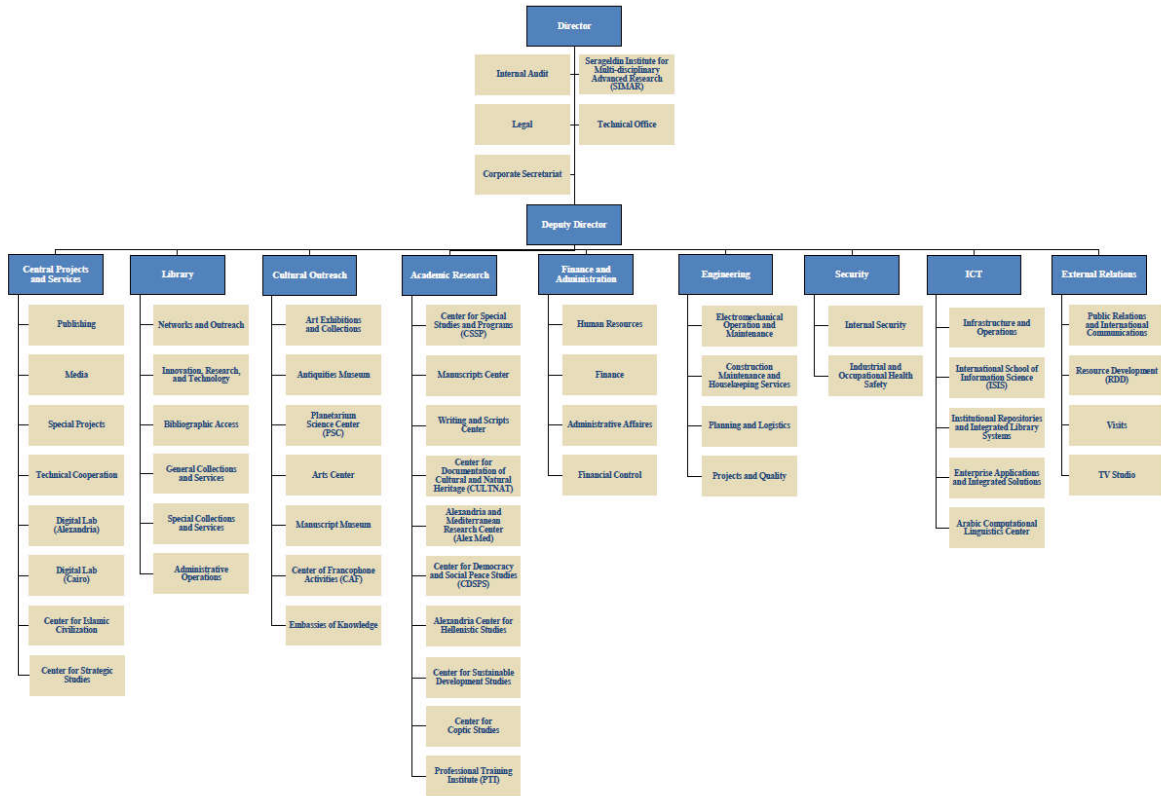 Director
Internal Audit
Serageldin Institute for
Multi-disciplinary
Advanced Research
(SIMAR)
Legal
Technical Office
Corporate Secretariat
Deputy Director
Central Projects
and Services
Publishing
Media
Special Projects
Technical Cooperation
Digital Lab
(Alexandria)
Digital Lab
(Cairo)
Center for Islamic
Civilization
Center for Strategic
Studies
Library
Networks and Outreach
Innovation, Research,
and Technology
Bibliographic Access
General Collections
and Services
Special Collections
and Services
Administrative
Operations
Cultural Outreach
Art Exhibitions
and Collections
Antiquities Museum
Planetarium
Science Center
(PSC)
Arts Center
Manuscript Museum
Center of Francophone
Activities (CAF)
Embassies of Knowledge
Academic Research
Center for Special
Studies and Programs
(CSSP)
Manuscripts Center
Writing and Scripts
Center
Center for
Documentation of
Cultural and Natural
Heritage (CULTNAT)
Alexandria and
Mediterranean
Research Center
(Alex Med)
Center for Democracy
and Social Peace Studies
(CDSPS)
Alexandria Center for
Hellenistic Studies
Center for Sustainable
Development Studies
Center for
Coptic Studies
Professional Training
Institute (PTI)
Finance and
Administration
Human Resources
Finance
Administrative Affaires
Financial Control
Engineering
Electromechanical
Operation and
Maintenance
Construction
Maintenance and
Housekeeping Services
Planning and Logistics
Projects and Quality
Security
Internal Security
Industrial and
Occupational Health
Safety
ICT
Infrastructure and
Operations
International School of
Information Science
(ISIS)
Institutional Repositories
and Integrated Library
Systems
Enterprise Applications
and Integrated Solutions
Arabic Computational
Linguistics Center
External Relations
Public Relations
and International
Communications
Resource Development
(RDD)
Visits
TV Studio